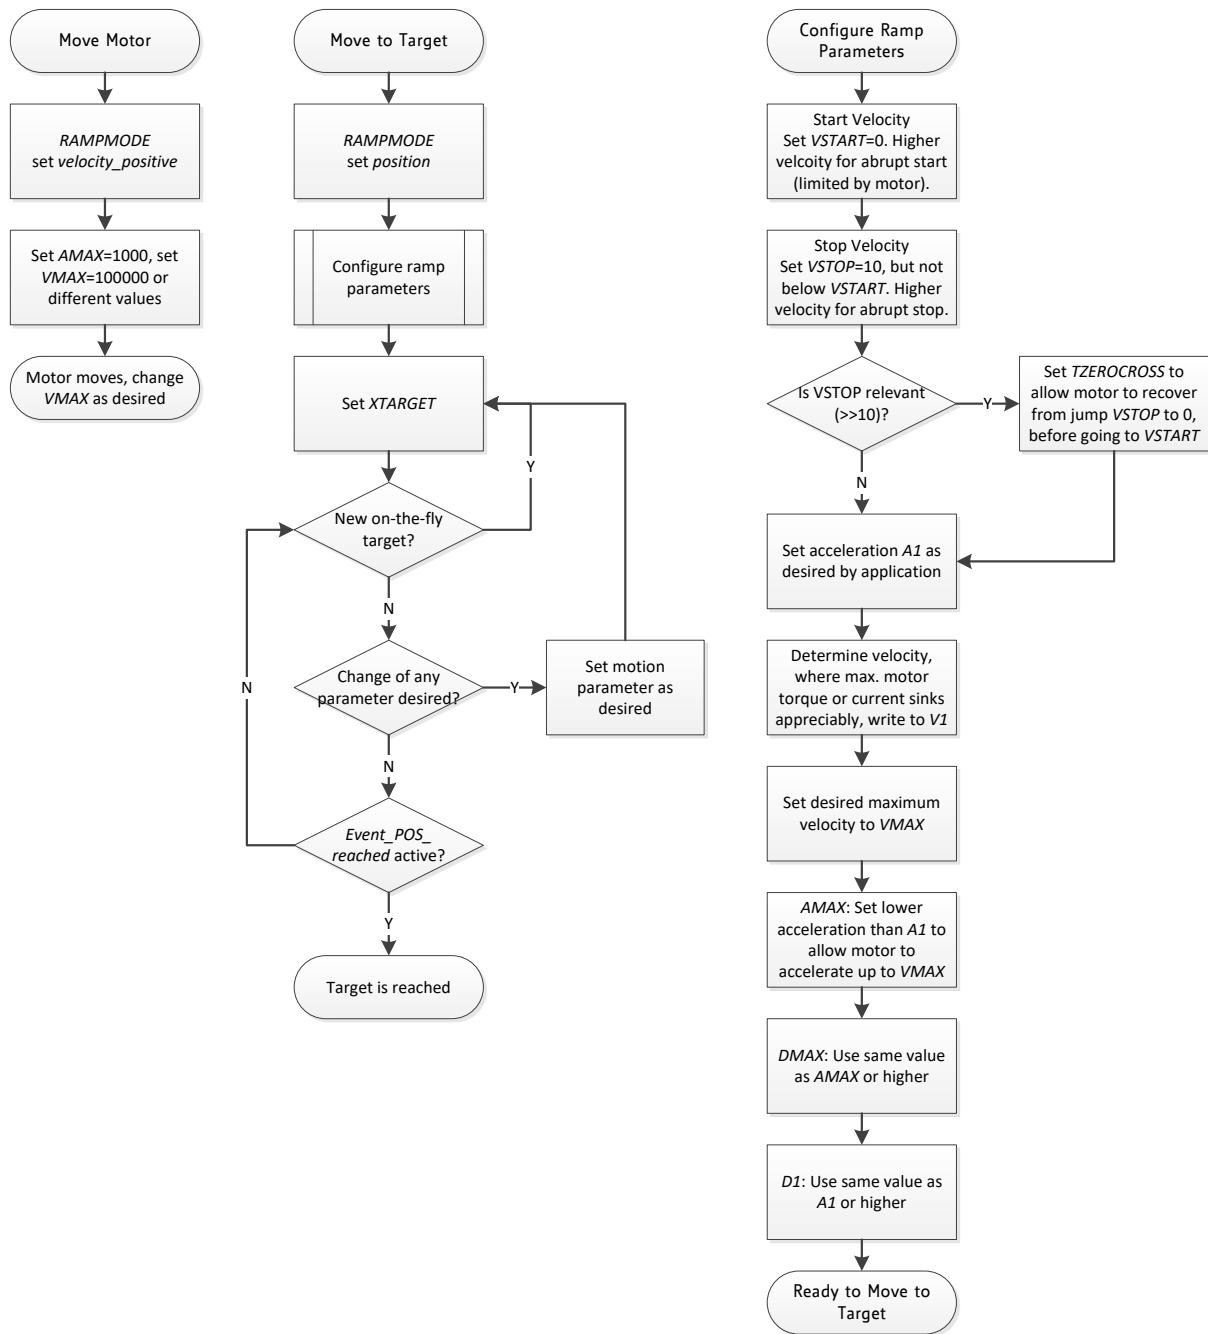 Move Motor
RAMPMODE
set velocity_positive
Set AMAX=1000, set
VMAX=100000 or
different values
Motor moves, change
VMAX as desired
Move to Target
RAMPMODE
set position
Configure ramp
parameters
Set XTARGET
Y
New on-the-fly
target?
N
Change of any
parameter desired?
Y
Set motion
parameter as
desired
N
N
Event_POS_
reached active?
Y
Target is reached
Configure Ramp
Parameters
Start Velocity
Set VSTART=0. Higher
velcoity for abrupt start
(limited by motor).
Stop Velocity
Set VSTOP=10, but not
below VSTART. Higher
velocity for abrupt stop.
Is VSTOP relevant
(>>10)?
Y
Set TZEROCROSS to
allow motor to recover
from jump VSTOP to 0,
before going to VSTART
N
Set acceleration A1 as
desired by application
Determine velocity,
where max. motor
torque or current sinks
appreciably, write to V1
Set desired maximum
velocity to VMAX
AMAX: Set lower
acceleration than A1 to
allow motor to
accelerate up to VMAX
DMAX: Use same value
as AMAX or higher
D1: Use same value as
A1 or higher
Ready to Move to
Target